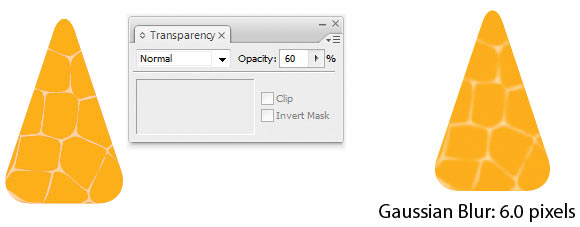 Transparency
Normal
Opacity: 60 %
Clip
Invert Mask
Gaussian Blur: 6.0 pixels